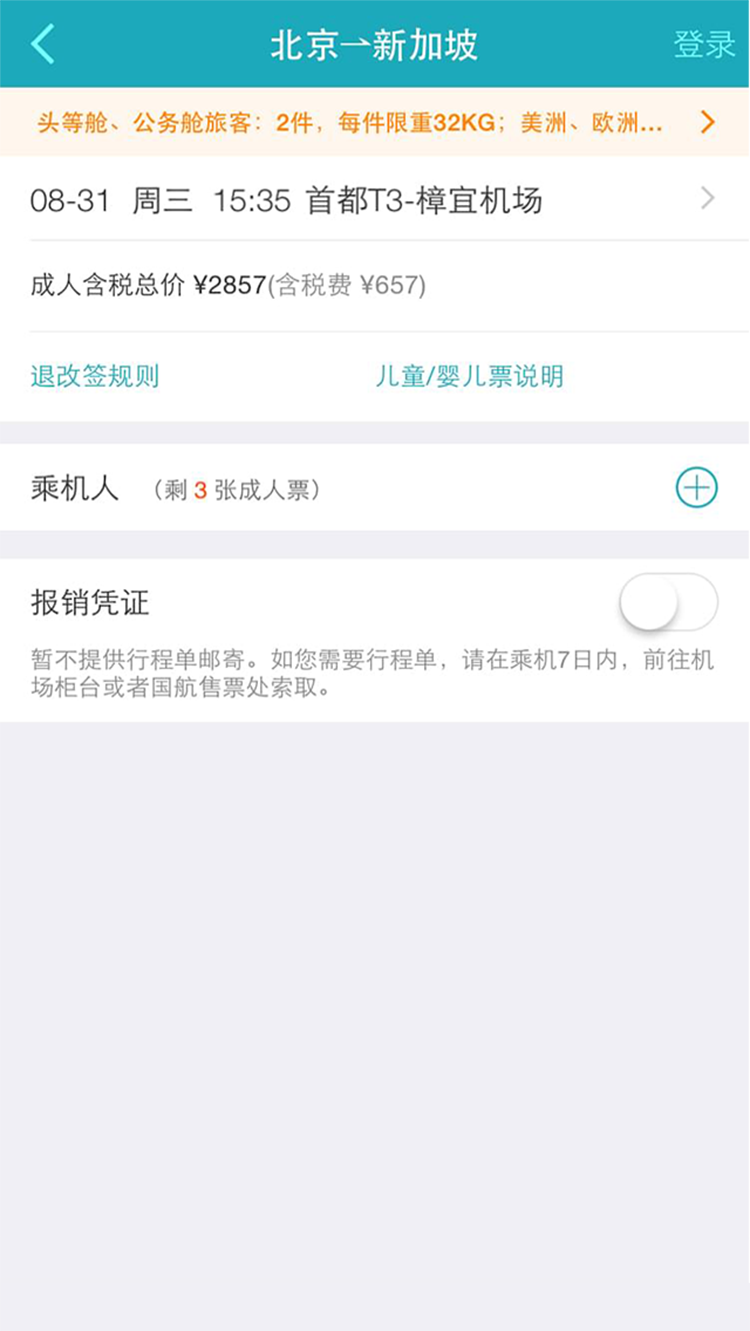 北京→新加坡 登录
头等舱、公务舱旅客：2件，每件限重32KG；美洲、欧洲...
08-31 周三 15:35 首都T3-樟宜机场
成人含税总价 ¥2857(含税费 ¥657)
退改签规则 儿童/婴儿票说明
乘机人 （剩 3 张成人票）
报销凭证
暂不提供行程单邮寄。如您需要行程单，请在乘机7日内，前往机
场柜台或者国航售票处索取。